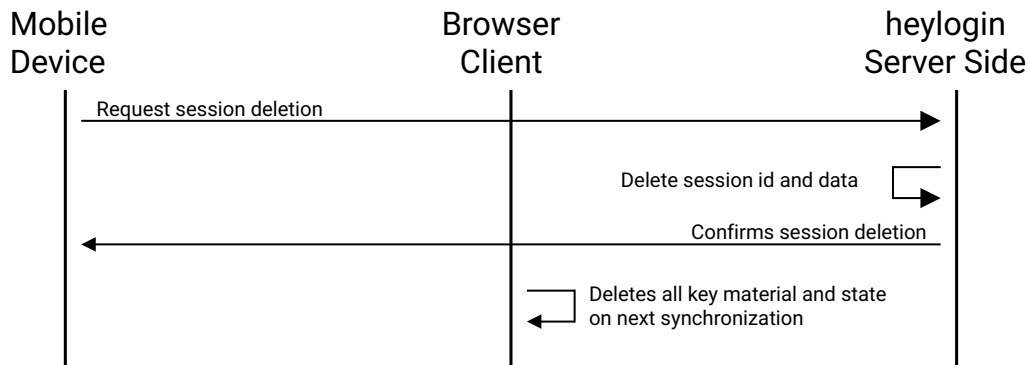 Mobile
Device
Browser
Client
heylogin
Server Side
Request session deletion
Delete session id and data
Confirms session deletion
Deletes all key material and state
on next synchronization